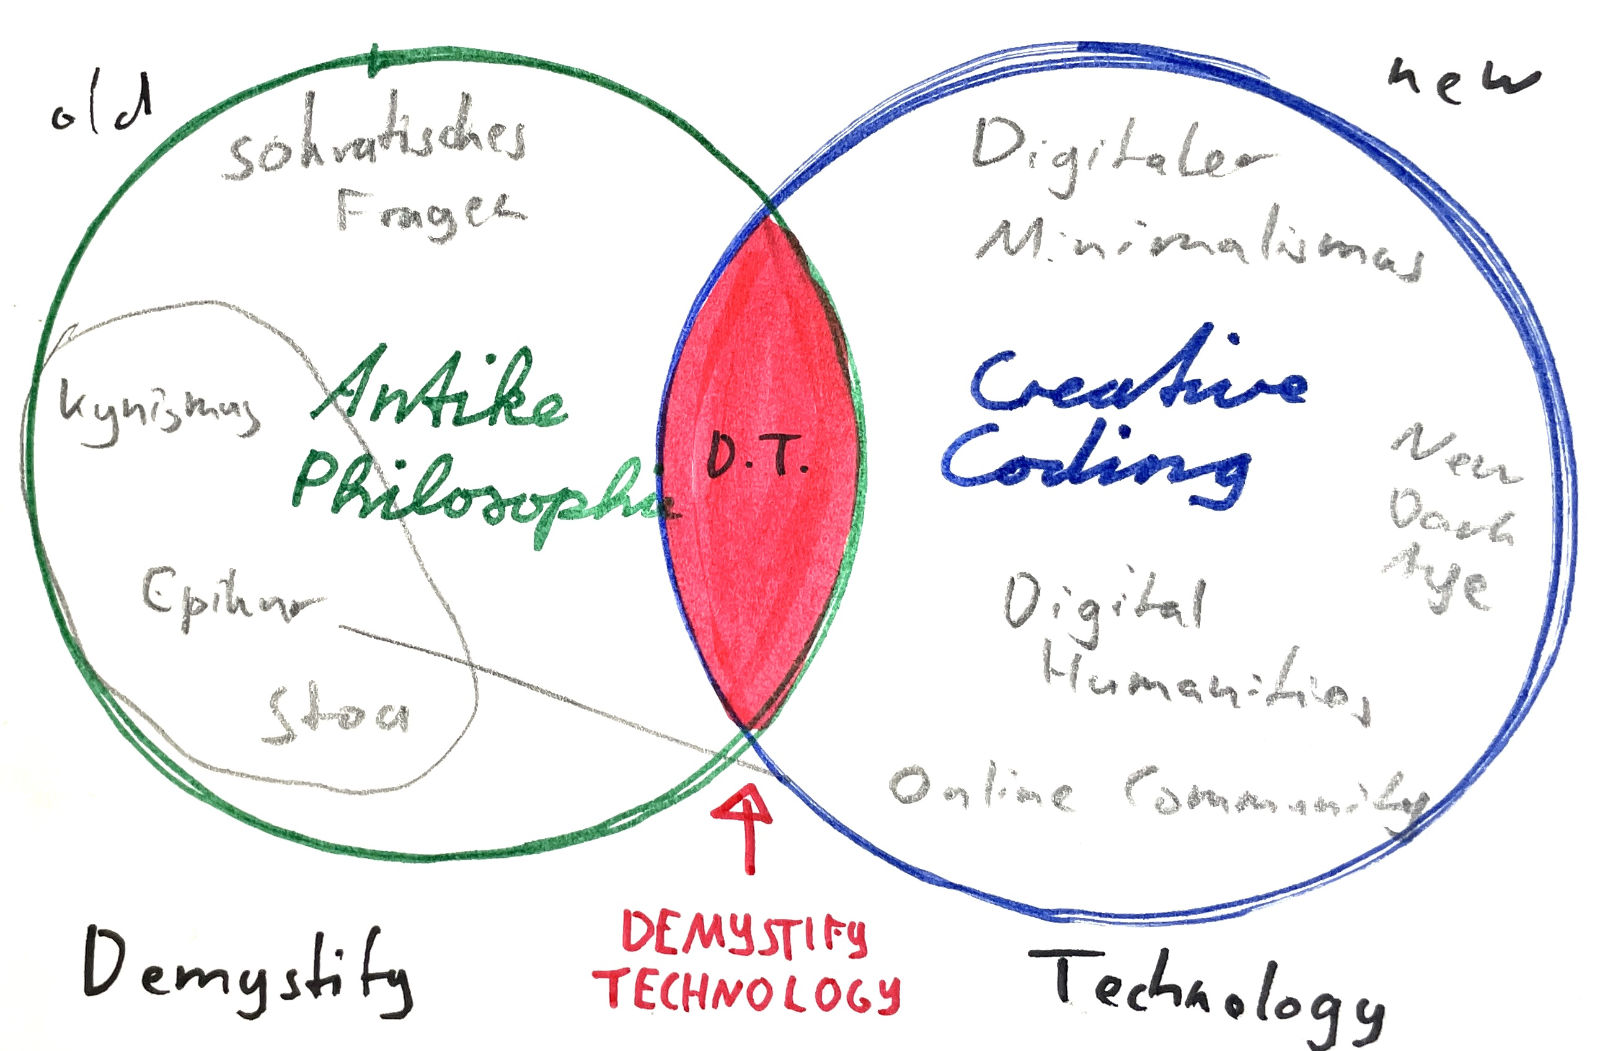 old
new
Sokratisches
Fragen
Digitaler
Minimalismus
Kynismus
Antike
Philosophie
D.T.
Creative
Coding
New
Dark
Age
Epikur
Stoa
Digital
Humanities
Online Community
Demystify
DEMYSTIFY
TECHNOLOGY
Technology